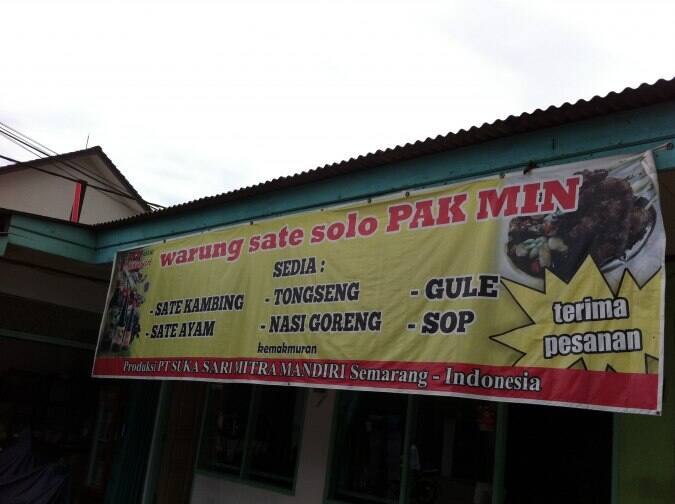 warung sate solo PAK MIN
SEDIA :
- SATE KAMBING
- SATE AYAM
- TONGSENG
- NASI GORENG
- GULE
- SOP
kemakmuran
terima
pesanan
Produksi PT SUKA SARI MITRA MANDIRI Semarang - Indonesia